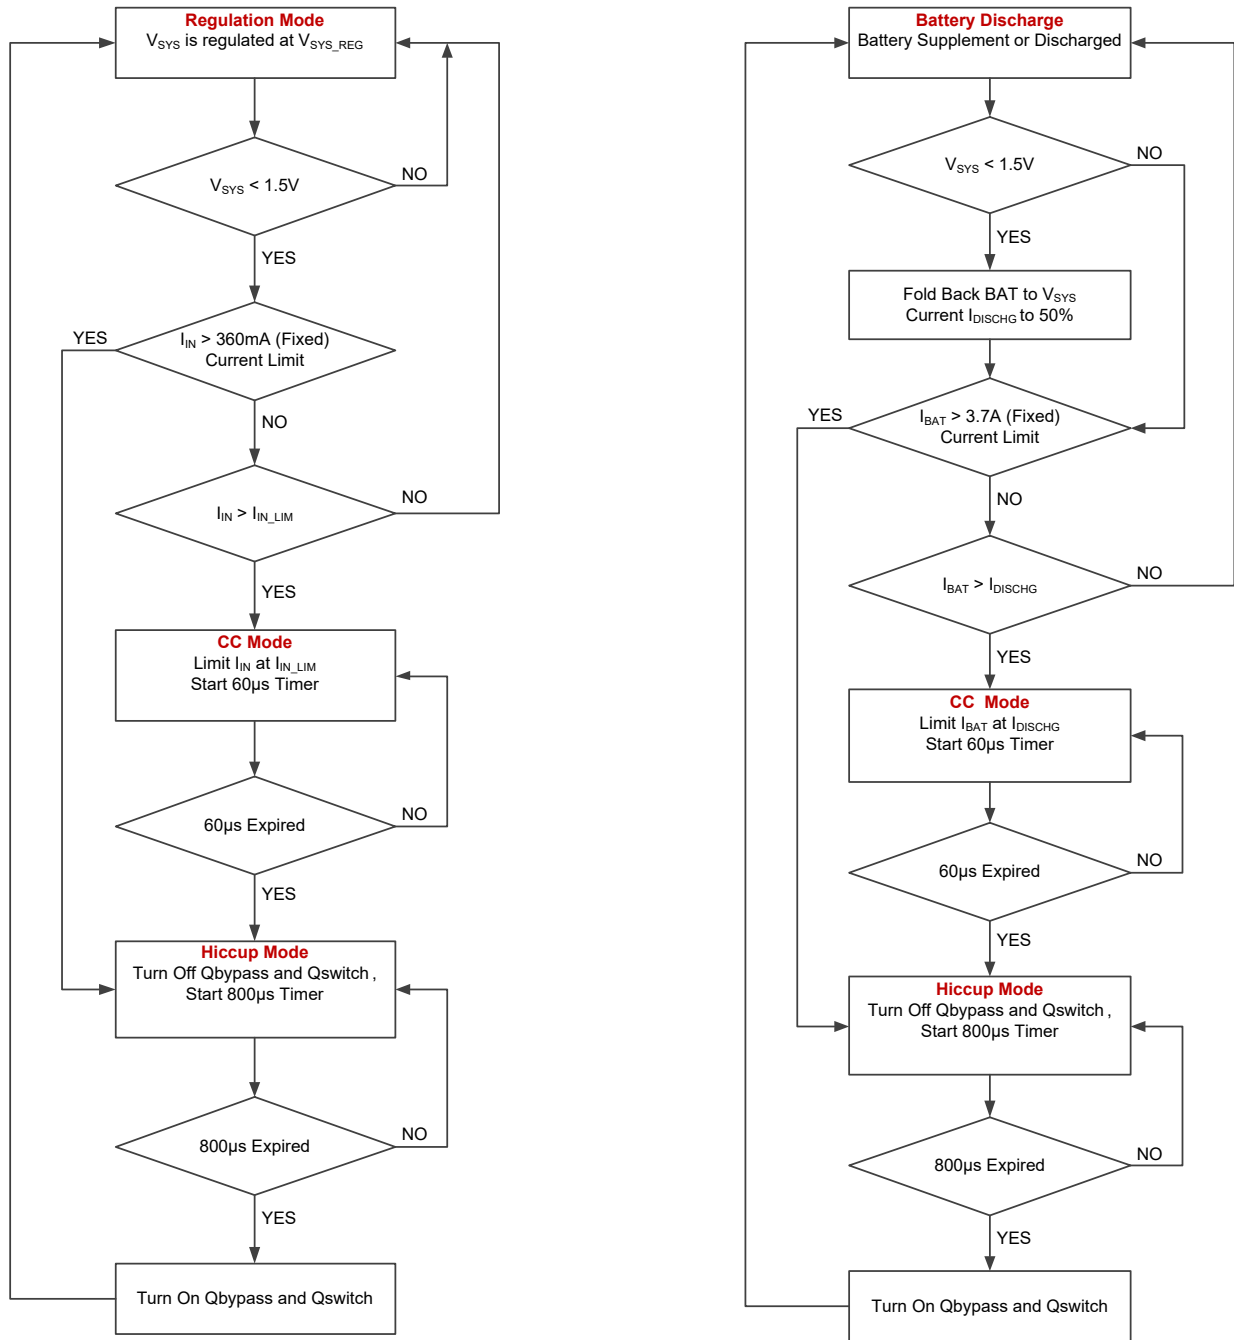 Regulation Mode
VSYS is regulated at VSYS_REG
VSYS < 1.5V
NO
YES
YES
IIN > 360mA (Fixed)
Current Limit
NO
IIN > IIN_LIM
NO
YES
CC Mode
Limit IIN at IIN_LIM
Start 60µs Timer
60µs Expired
NO
YES
Hiccup Mode
Turn Off Qbypass and Qswitch ,
Start 800µs Timer
800µs Expired
NO
YES
Turn On Qbypass and Qswitch
Battery Discharge
Battery Supplement or Discharged
NO
VSYS < 1.5V
YES
Fold Back BAT to VSYS
Current IDISCHG to 50%
YES
IBAT > 3.7A (Fixed)
Current Limit
NO
IBAT > IDISCHG
NO
YES
CC Mode
Limit IBAT at IDISCHG
Start 60µs Timer
60µs Expired
NO
YES
Hiccup Mode
Turn Off Qbypass and Qswitch ,
Start 800µs Timer
800µs Expired
NO
YES
Turn On Qbypass and Qswitch